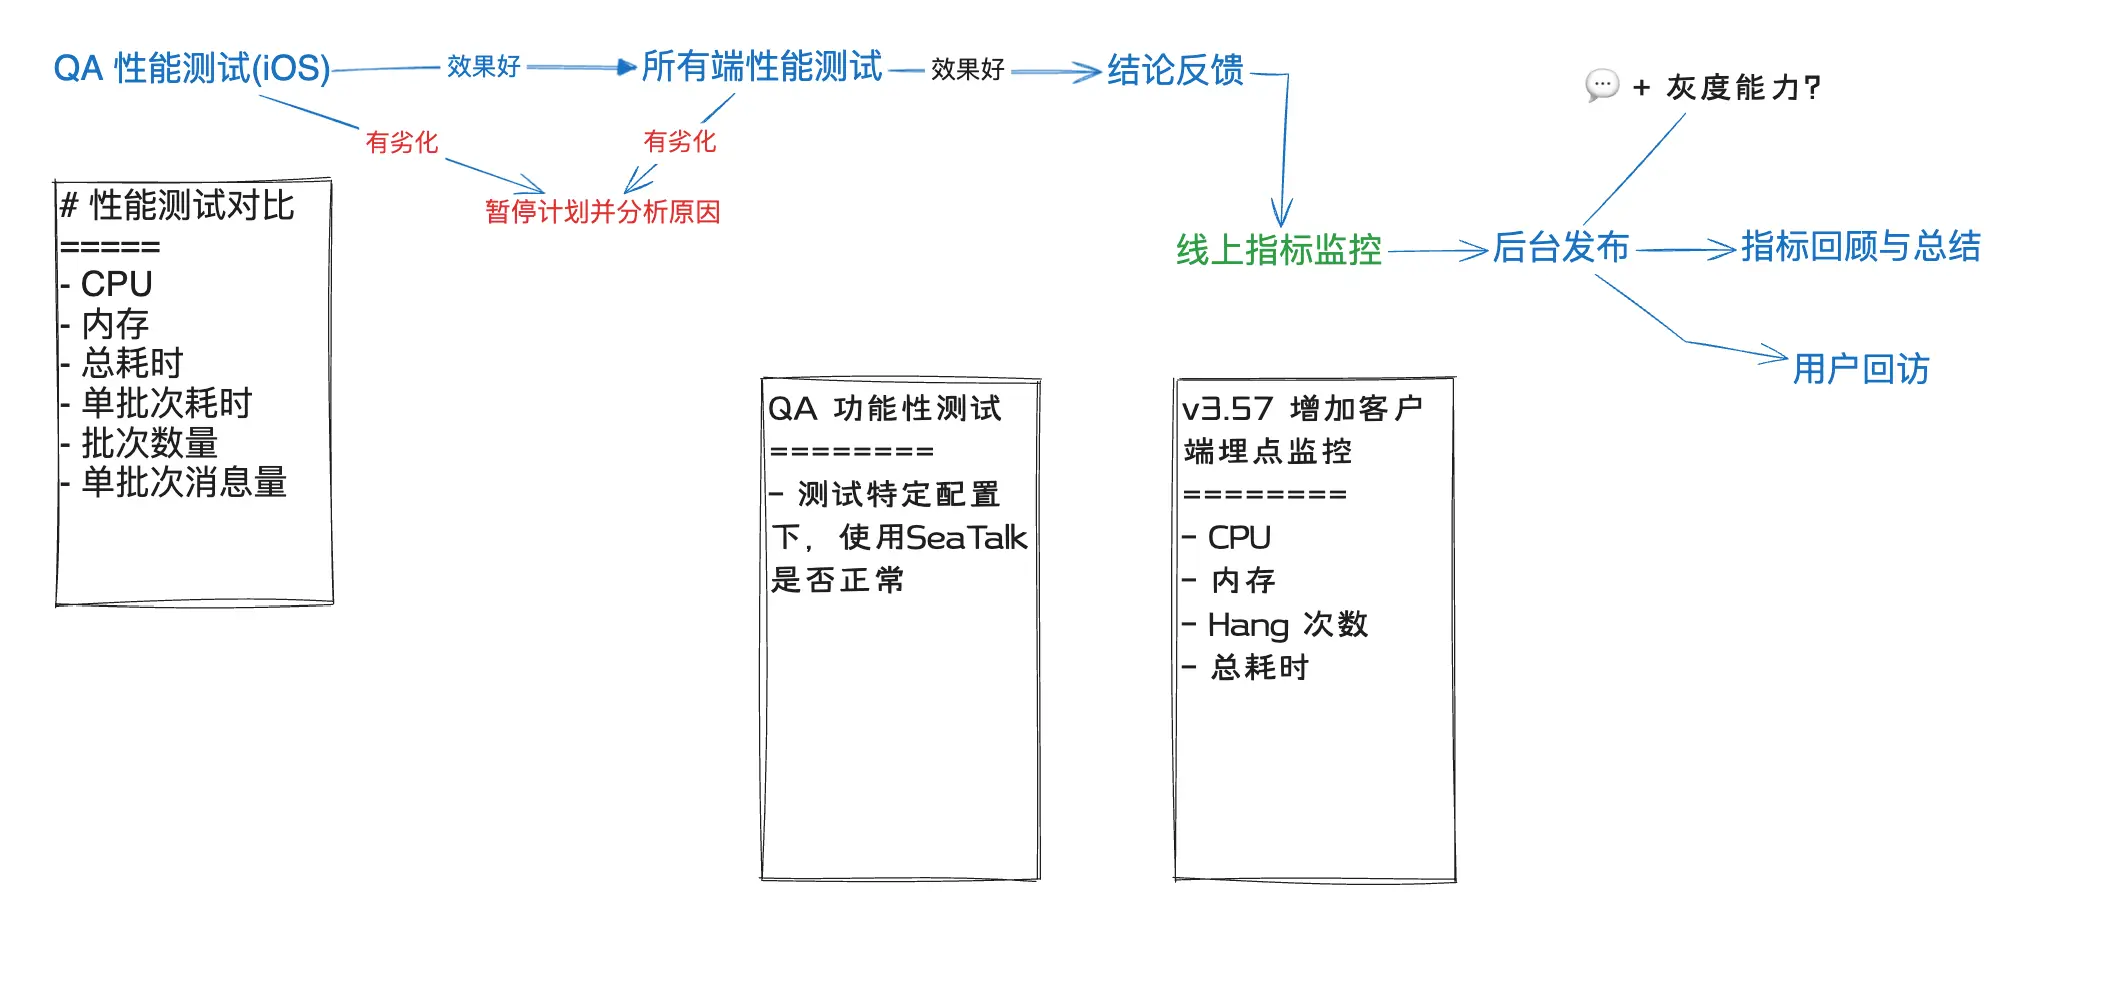 QA 性能测试(iOS)
效果好
所有端性能测试
效果好
结论反馈
💬 + 灰度能力?
有劣化
有劣化
暂停计划并分析原因
线上指标监控
后台发布
指标回顾与总结
用户回访
# 性能测试对比
=====
- CPU
- 内存
- 总耗时
- 单批次耗时
- 批次数量
- 单批次消息量
QA 功能性测试
========
- 测试特定配置
下，使用SeaTalk
是否正常
v3.57 增加客户
端埋点监控
========
- CPU
- 内存
- Hang 次数
- 总耗时